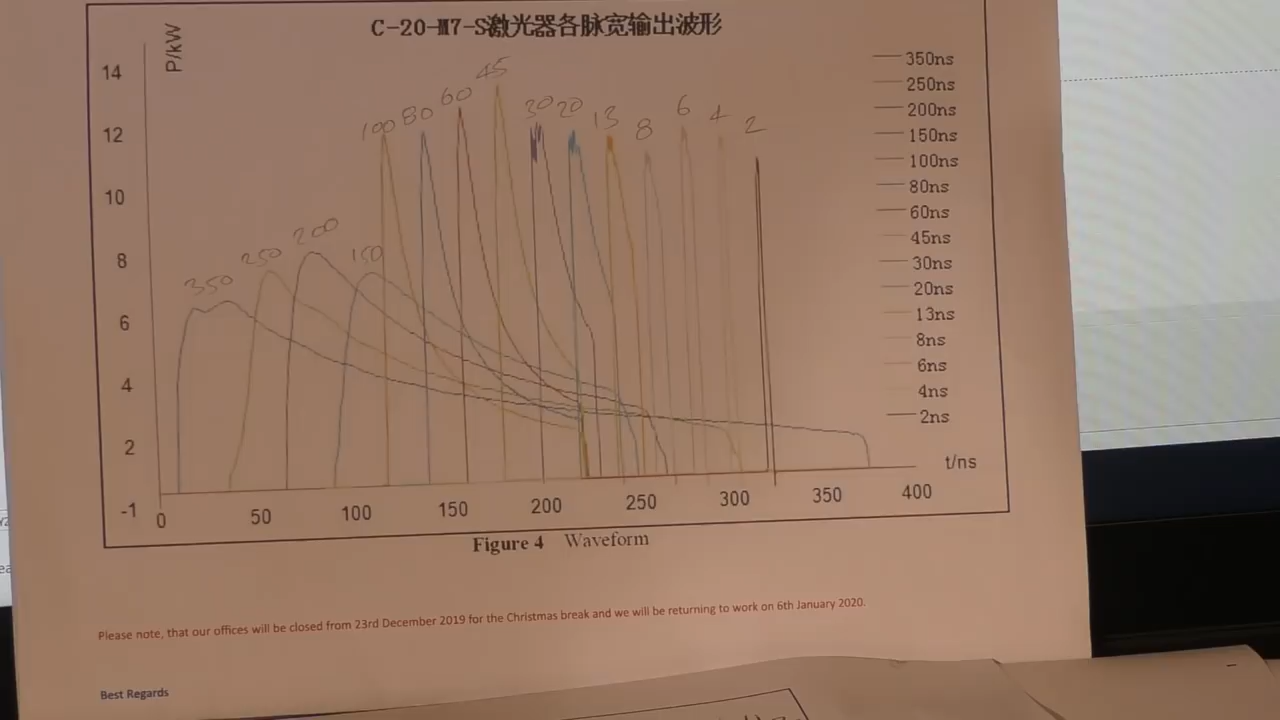 C-20-M7-S激光器各脉宽输出波形
P/kW
14
12
10
8
6
4
2
-1
350
250
200
150
100
80
60
45
30
20
13
8
6
4
2
350ns
250ns
200ns
150ns
100ns
80ns
60ns
45ns
30ns
20ns
13ns
8ns
6ns
4ns
2ns
t/ns
0 50 100 150 200 250 300 350 400
Figure 4 Waveform
Please note, that our offices will be closed from 23rd December 2019 for the Christmas break and we will be returning to work on 6th January 2020.
Best Regards